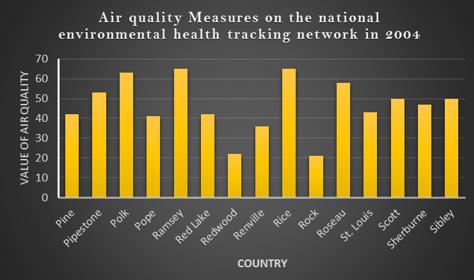 Air quality Measures on the national
environmental health tracking network in 2004
VALUE OF AIR QUALITY
70
60
50
40
30
20
10
0
Pine
Pipestone
Polk
Pope
Ramsey
Red Lake
Redwood
Renville
Rice
Rock
Roseau
St. Louis
Scott
Sherburne
Sibley
COUNTRY